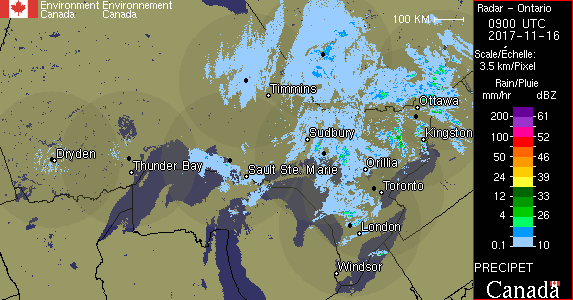 Environment Environnement
Canada Canada
100 KM
Timmins
Ottawa
Sudbury
Kingston
Dryden
Thunder Bay
Sault Ste. Marie
Orillia
Toronto
London
Windsor
Radar - Ontario
0900 UTC
2017-11-16
Scale/Échelle:
3.5 km/Pixel
Rain/Pluie
mm/hr dBZ
200 61
100 52
50 46
24 39
12 33
4 26
0.1 10
PRECIPET
Canada